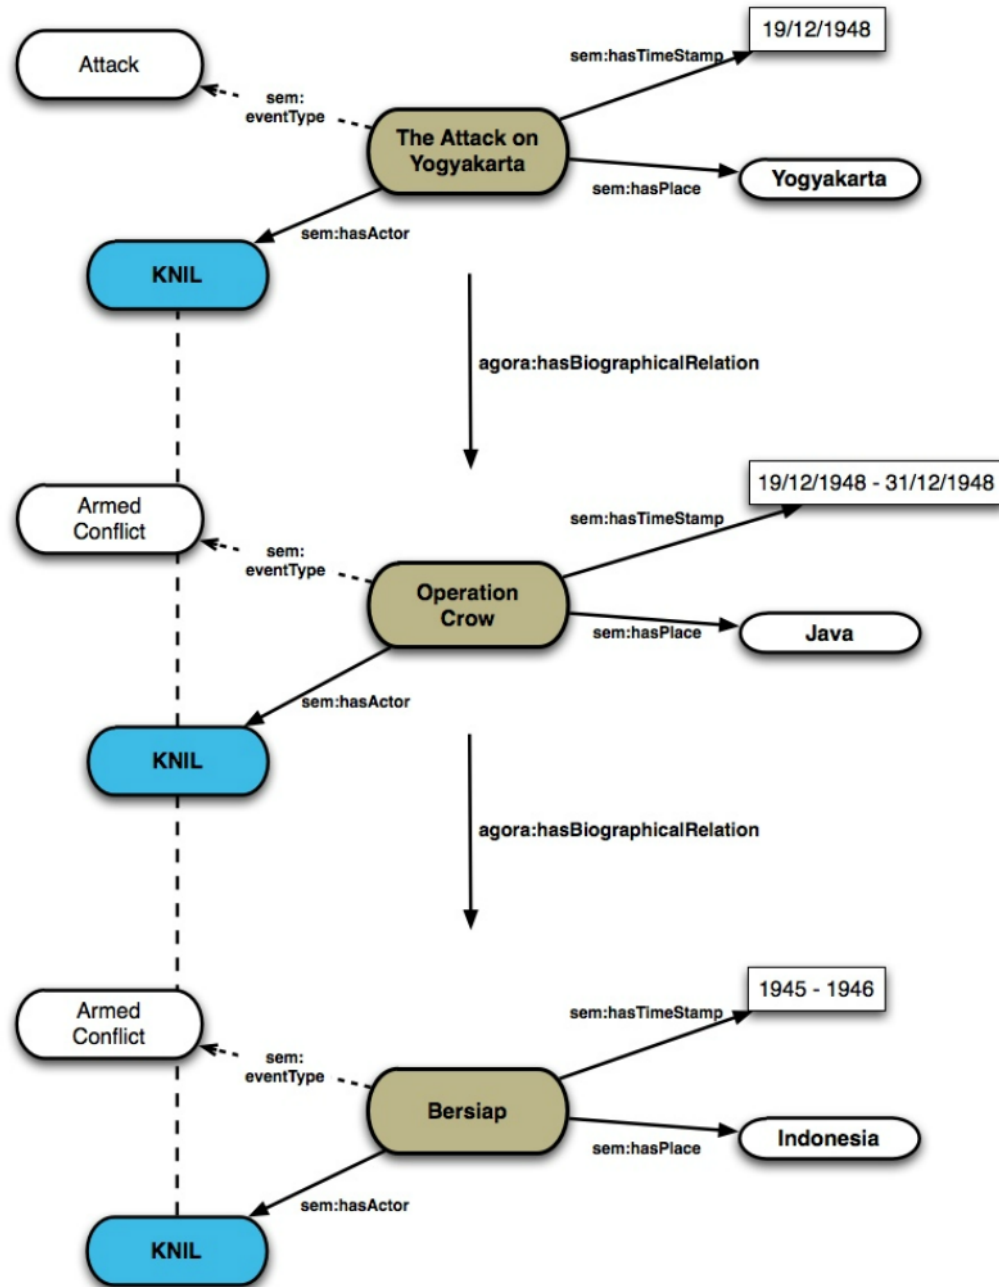 19/12/1948
Attack
sem:hasTimeStamp
sem:
eventType
The Attack on
Yogyakarta
Yogyakarta
sem:hasPlace
sem:hasActor
KNIL
agora:hasBiographicalRelation
19/12/1948 - 31/12/1948
Armed
Conflict
sem:hasTimeStamp
sem:
eventType
Operation
Crow
sem:hasPlace
Java
sem:hasActor
KNIL
agora:hasBiographicalRelation
1945 - 1946
Armed
Conflict
sem:hasTimeStamp
sem:
eventType
Bersiap
Indonesia
sem:hasPlace
sem:hasActor
KNIL